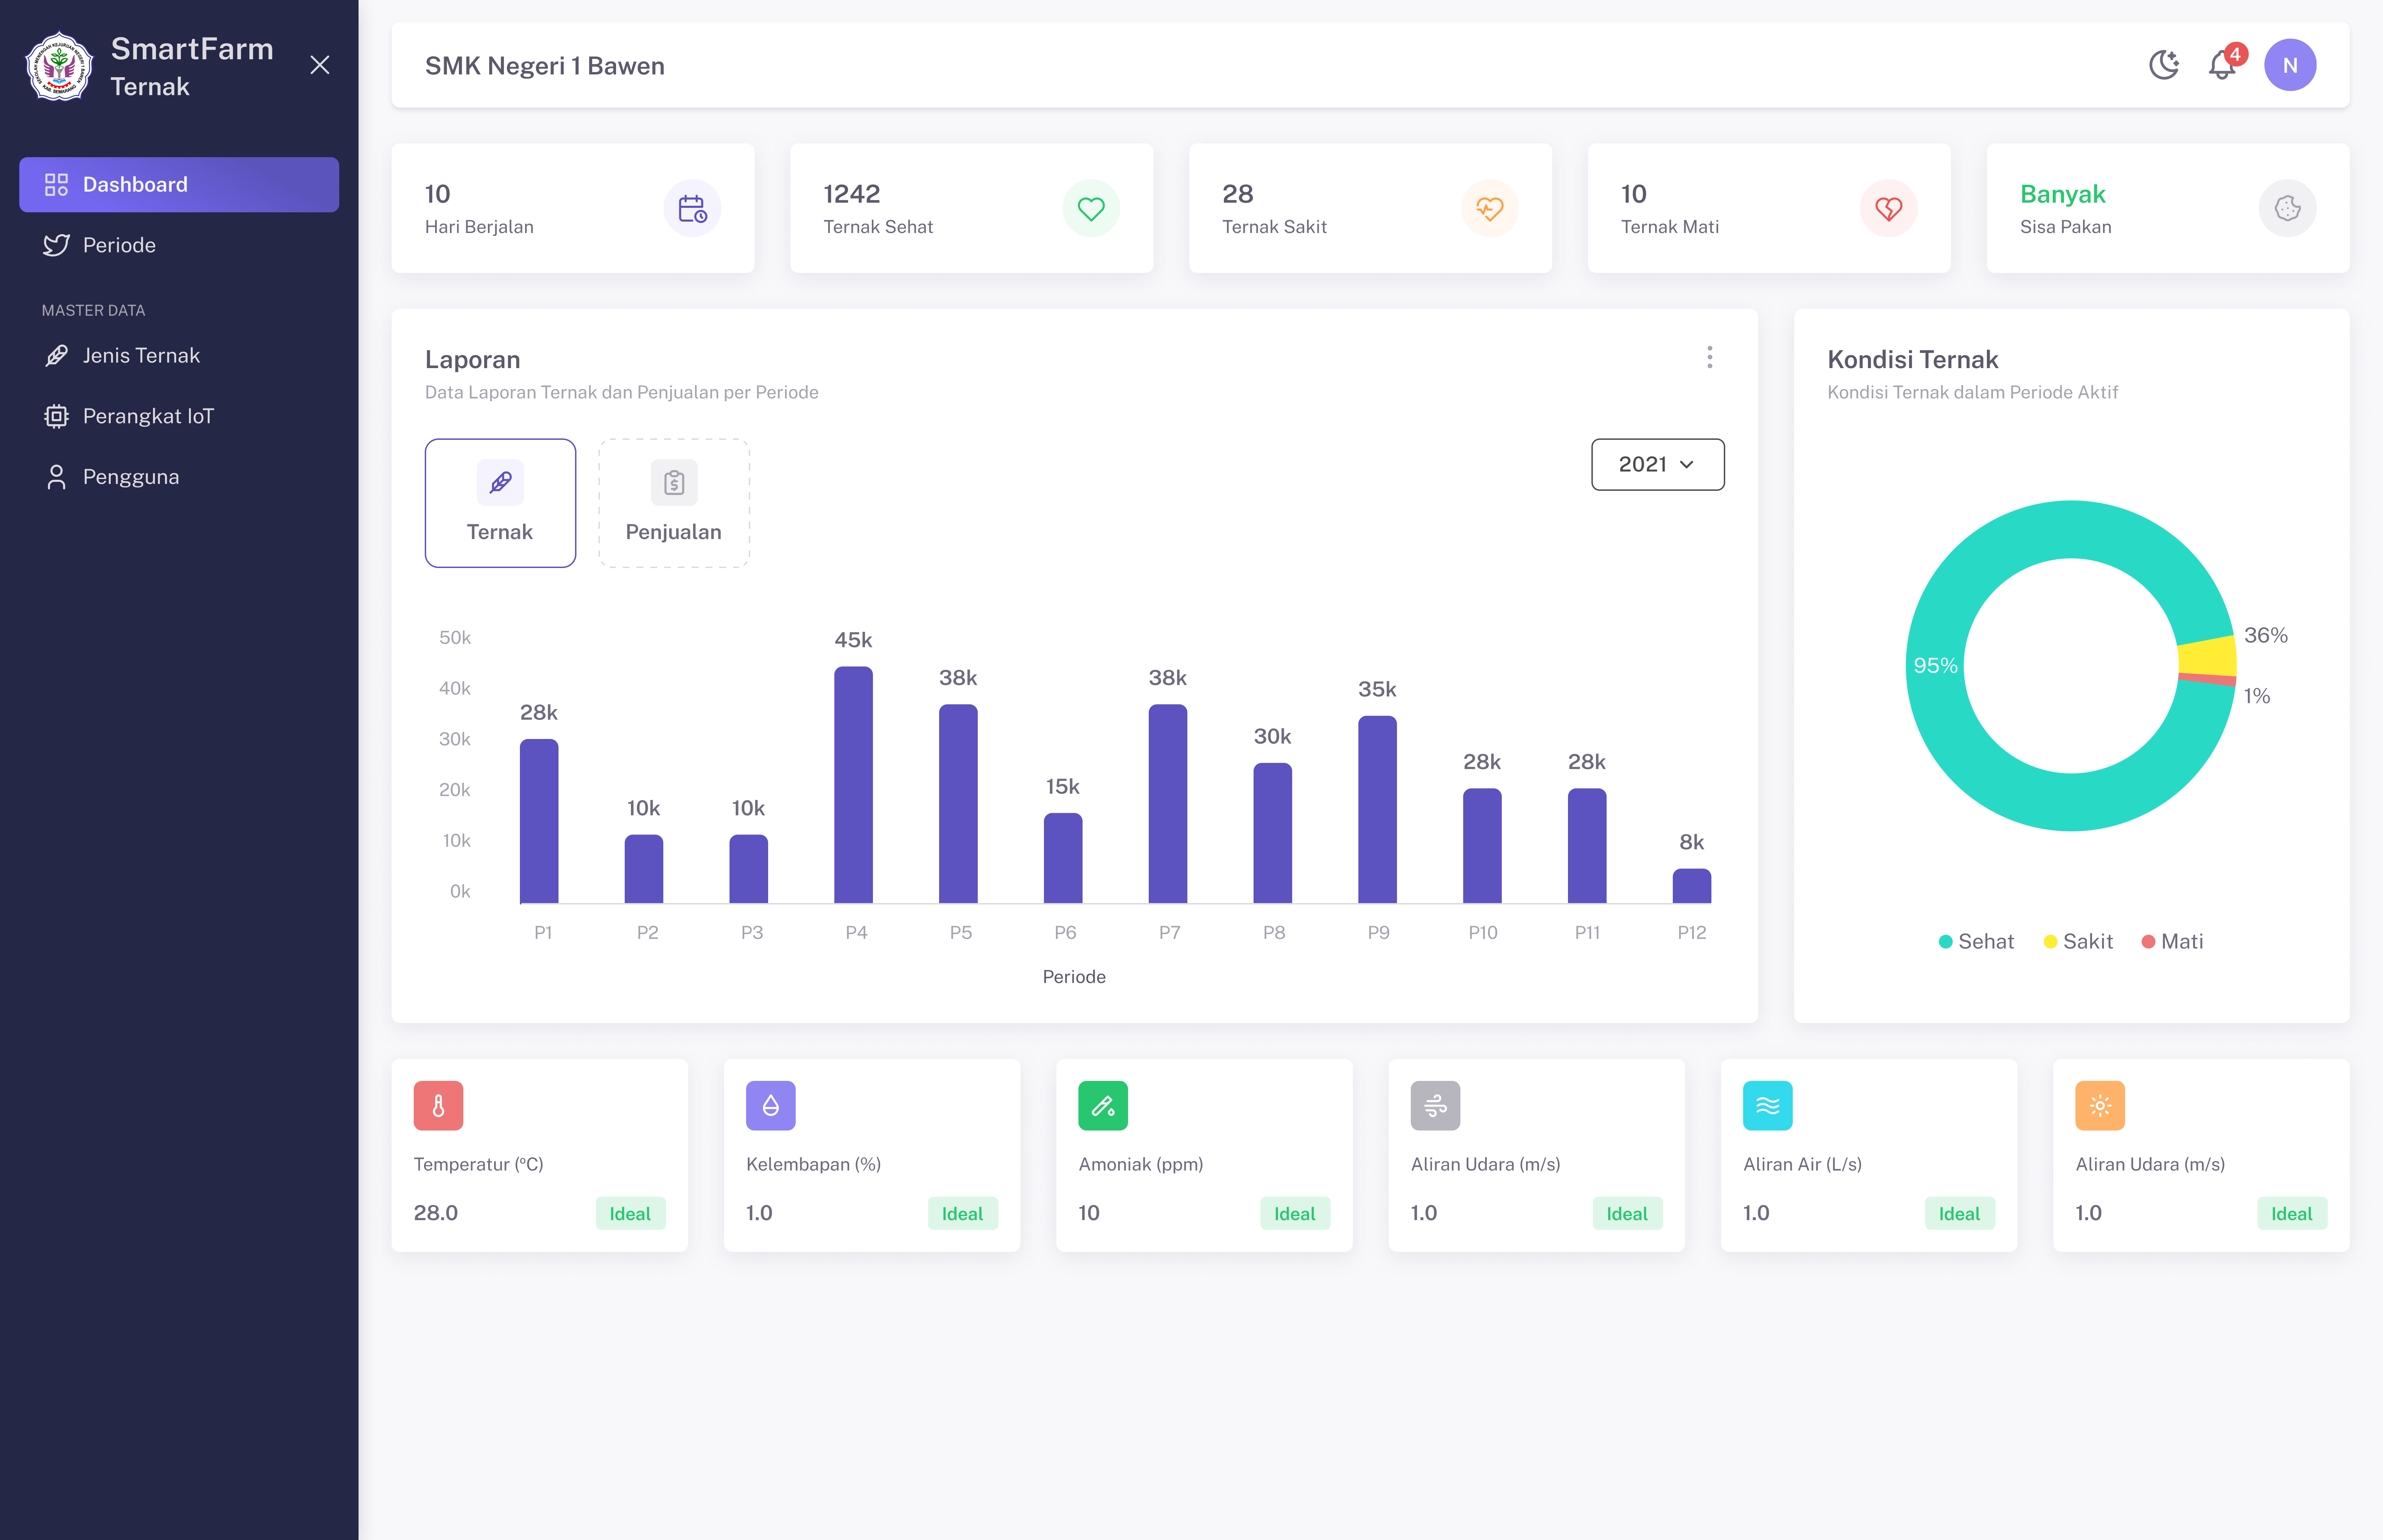 SmartFarm
Ternak
Dashboard
Periode
MASTER DATA
Jenis Ternak
Perangkat IoT
Pengguna
SMK Negeri 1 Bawen
4
N
10
Hari Berjalan
1242
Ternak Sehat
28
Ternak Sakit
10
Ternak Mati
Banyak
Sisa Pakan
Laporan
Data Laporan Ternak dan Penjualan per Periode
Ternak
Penjualan
2021
50k
40k
30k
20k
10k
0k
28k
10k
10k
45k
38k
15k
38k
30k
35k
28k
28k
8k
P1
P2
P3
P4
P5
P6
P7
P8
P9
P10
P11
P12
Periode
Kondisi Ternak
Kondisi Ternak dalam Periode Aktif
95%
36%
1%
Sehat
Sakit
Mati
Temperatur (°C)
28.0
Ideal
Kelembapan (%)
1.0
Ideal
Amoniak (ppm)
10
Ideal
Aliran Udara (m/s)
1.0
Ideal
Aliran Air (L/s)
1.0
Ideal
Aliran Udara (m/s)
1.0
Ideal